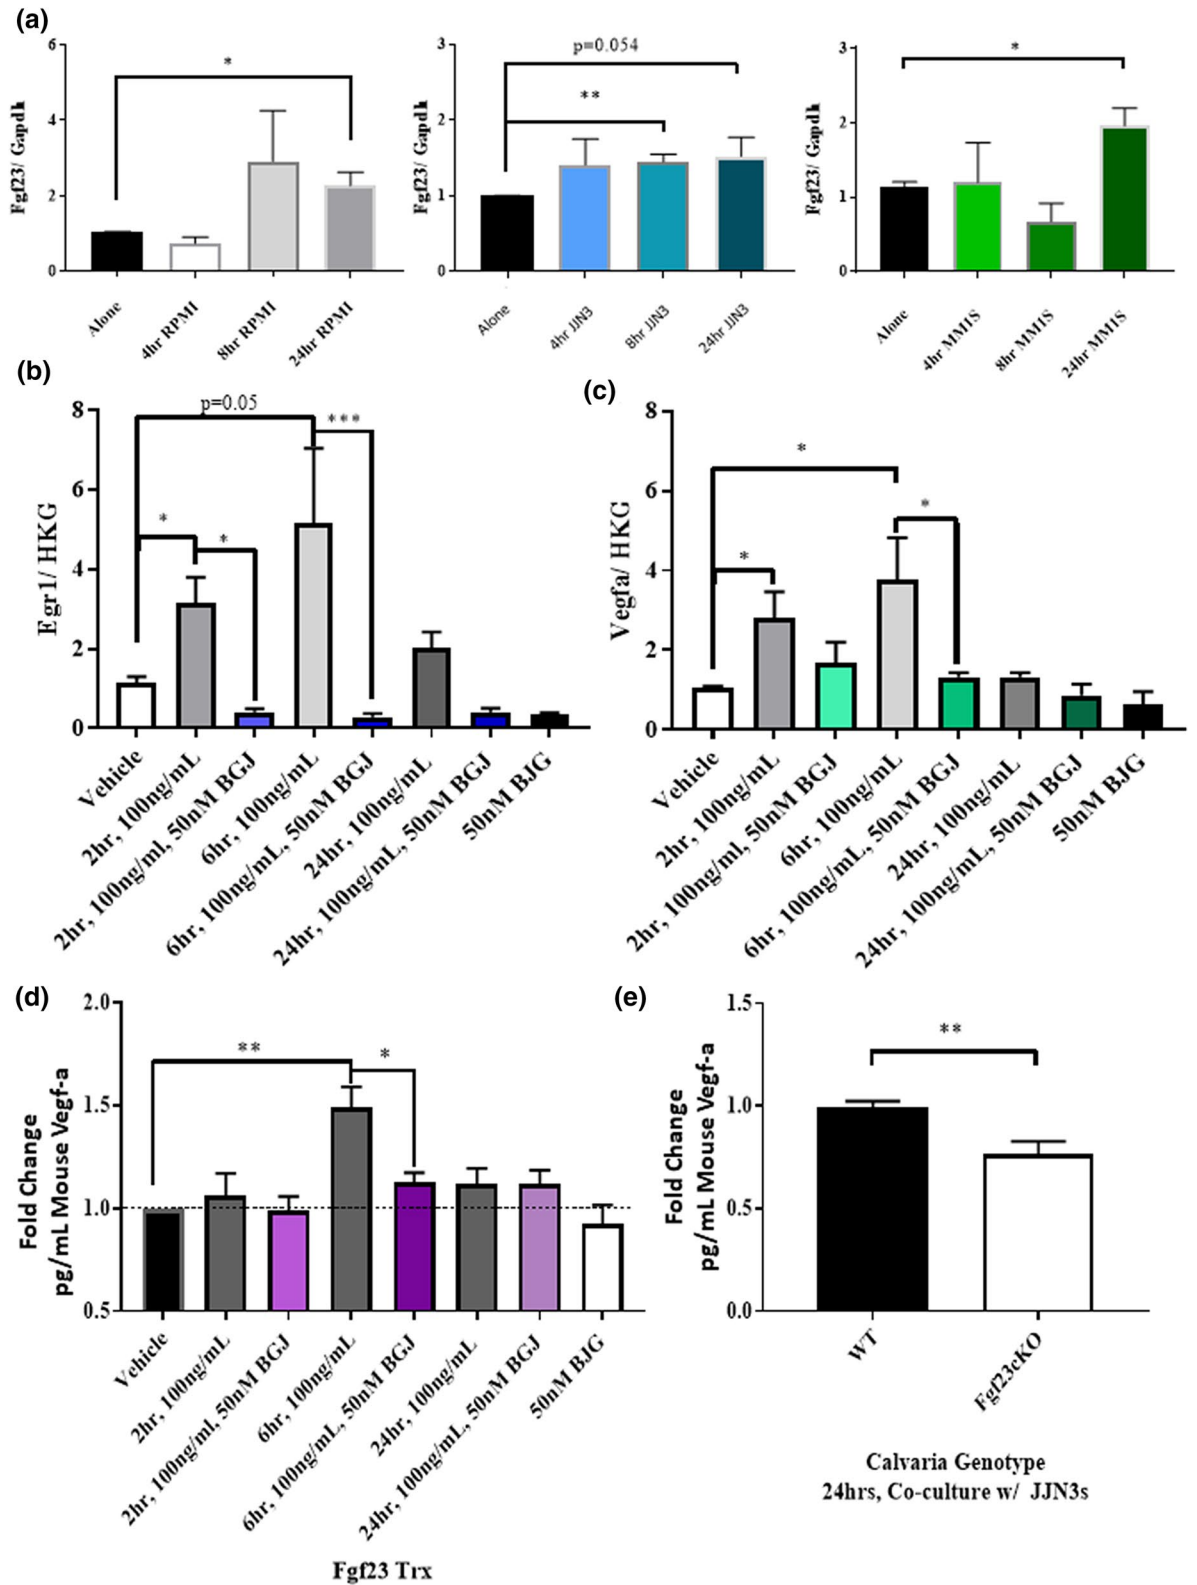 (a)
6
4
2
0
Fgf23/ Gapdh
*
Alone
4hr RPMI
8hr RPMI
24hr RPMI
3
2
1
0
Fgf23/ Gapdh
p=0.054
**
Alone
4hr JJN3
8hr JJN3
24hr JJN3
3
2
1
0
Fgf23/ Gapdh
*
Alone
4hr MM1S
8hr MM1S
24hr MM1S
(b)
8
6
4
2
0
Egr1/ HKG
p=0.05
***
*
*
Vehicle
2hr, 100ng/mL
2hr, 100ng/ml, 50nM BGJ
6hr, 100ng/mL
6hr, 100ng/mL, 50nM BGJ
24hr, 100ng/mL
24hr, 100ng/mL, 50nM BGJ
50nM BJG
(c)
8
6
4
2
0
Vegfa/ HKG
*
*
*
Vehicle
2hr, 100ng/mL
2hr, 100ng/ml, 50nM BGJ
6hr, 100ng/mL
6hr, 100ng/mL, 50nM BGJ
24hr, 100ng/mL
24hr, 100ng/mL, 50nM BGJ
50nM BJG
(d)
2.0
1.5
1.0
0.5
Fold Change
pg/mL Mouse Vegf-a
**
*
Vehicle
2hr, 100ng/mL
2hr, 100ng/ml, 50nM BGJ
6hr, 100ng/mL
6hr, 100ng/mL, 50nM BGJ
24hr, 100ng/mL
24hr, 100ng/mL, 50nM BGJ
50nM BJG
Fgf23 Trx
(e)
1.5
1.0
0.5
0.0
Fold Change
pg/mL Mouse Vegf-a
**
WT
Fgf23cKO
Calvaria Genotype
24hrs, Co-culture w/ JJN3s